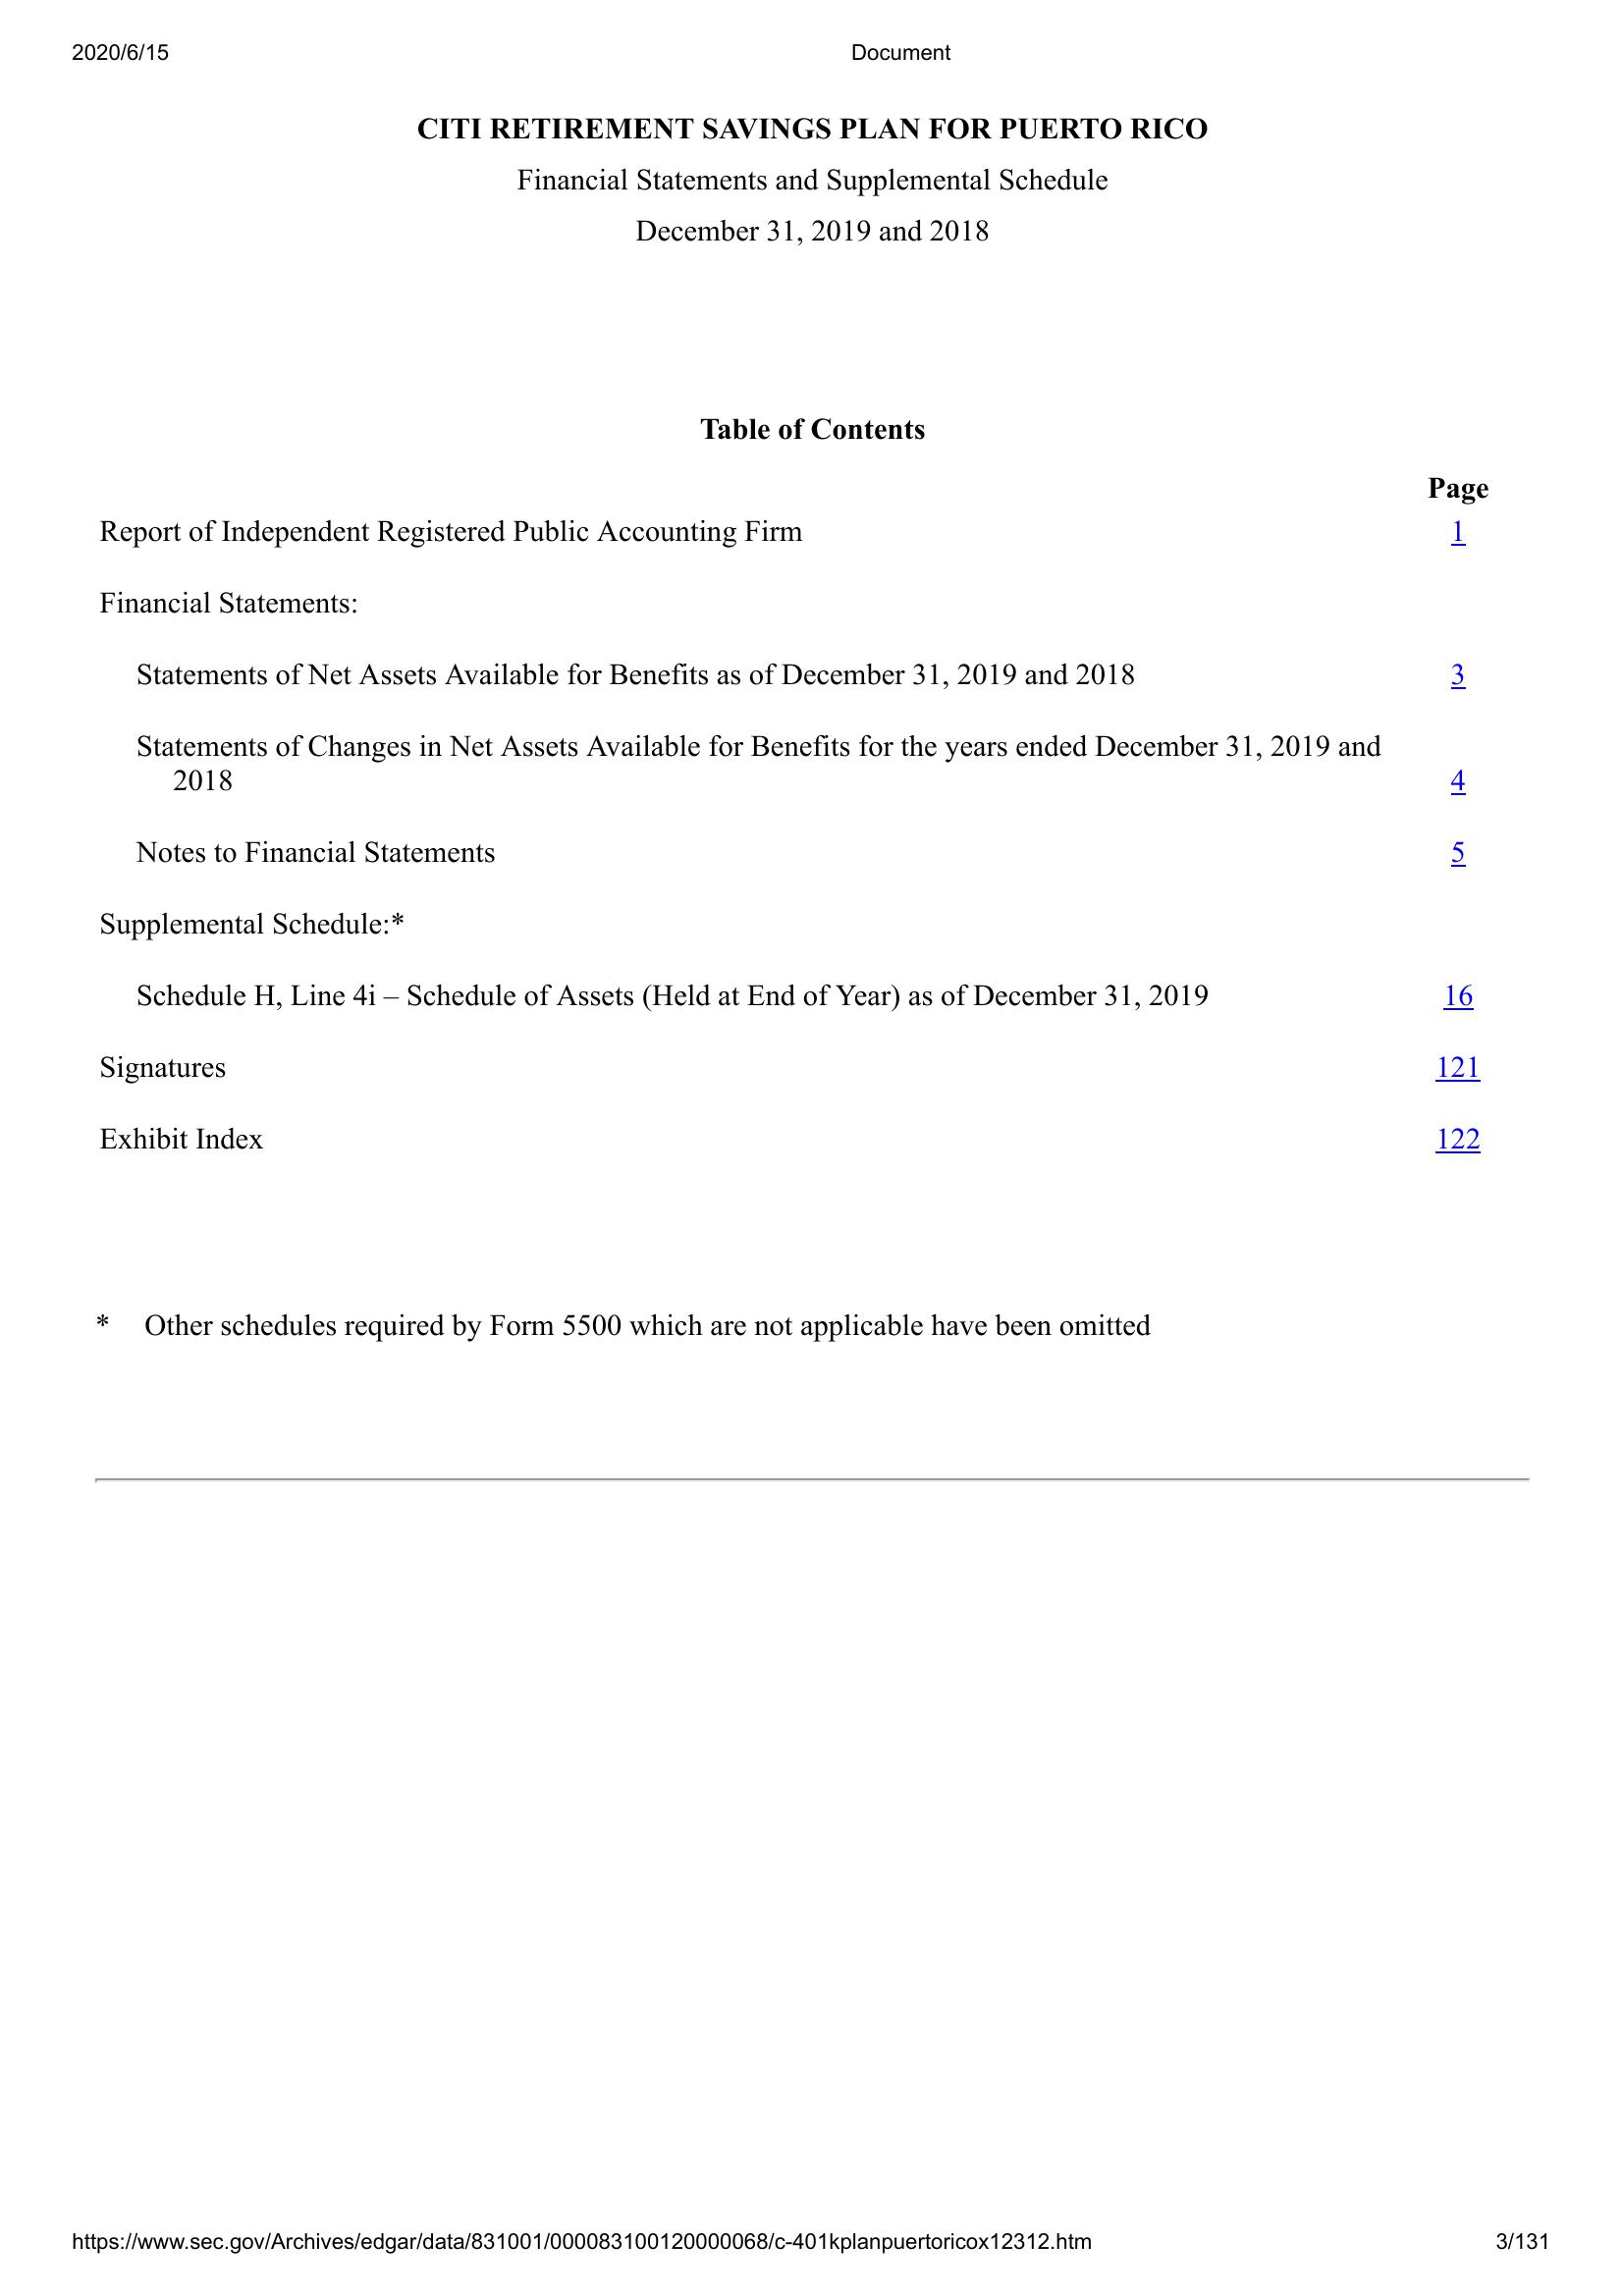 2020/6/15 Document
CITI RETIREMENT SAVINGS PLAN FOR PUERTO RICO
Financial Statements and Supplemental Schedule
December 31, 2019 and 2018
Table of Contents
Page
Report of Independent Registered Public Accounting Firm 1
Financial Statements:
Statements of Net Assets Available for Benefits as of December 31, 2019 and 2018 3
Statements of Changes in Net Assets Available for Benefits for the years ended December 31, 2019 and
2018 4
Notes to Financial Statements 5
Supplemental Schedule:*
Schedule H, Line 4i – Schedule of Assets (Held at End of Year) as of December 31, 2019 16
Signatures 121
Exhibit Index 122
* Other schedules required by Form 5500 which are not applicable have been omitted
https://www.sec.gov/Archives/edgar/data/831001/000083100120000068/c-401kplanpuertoricox12312.htm 3/131